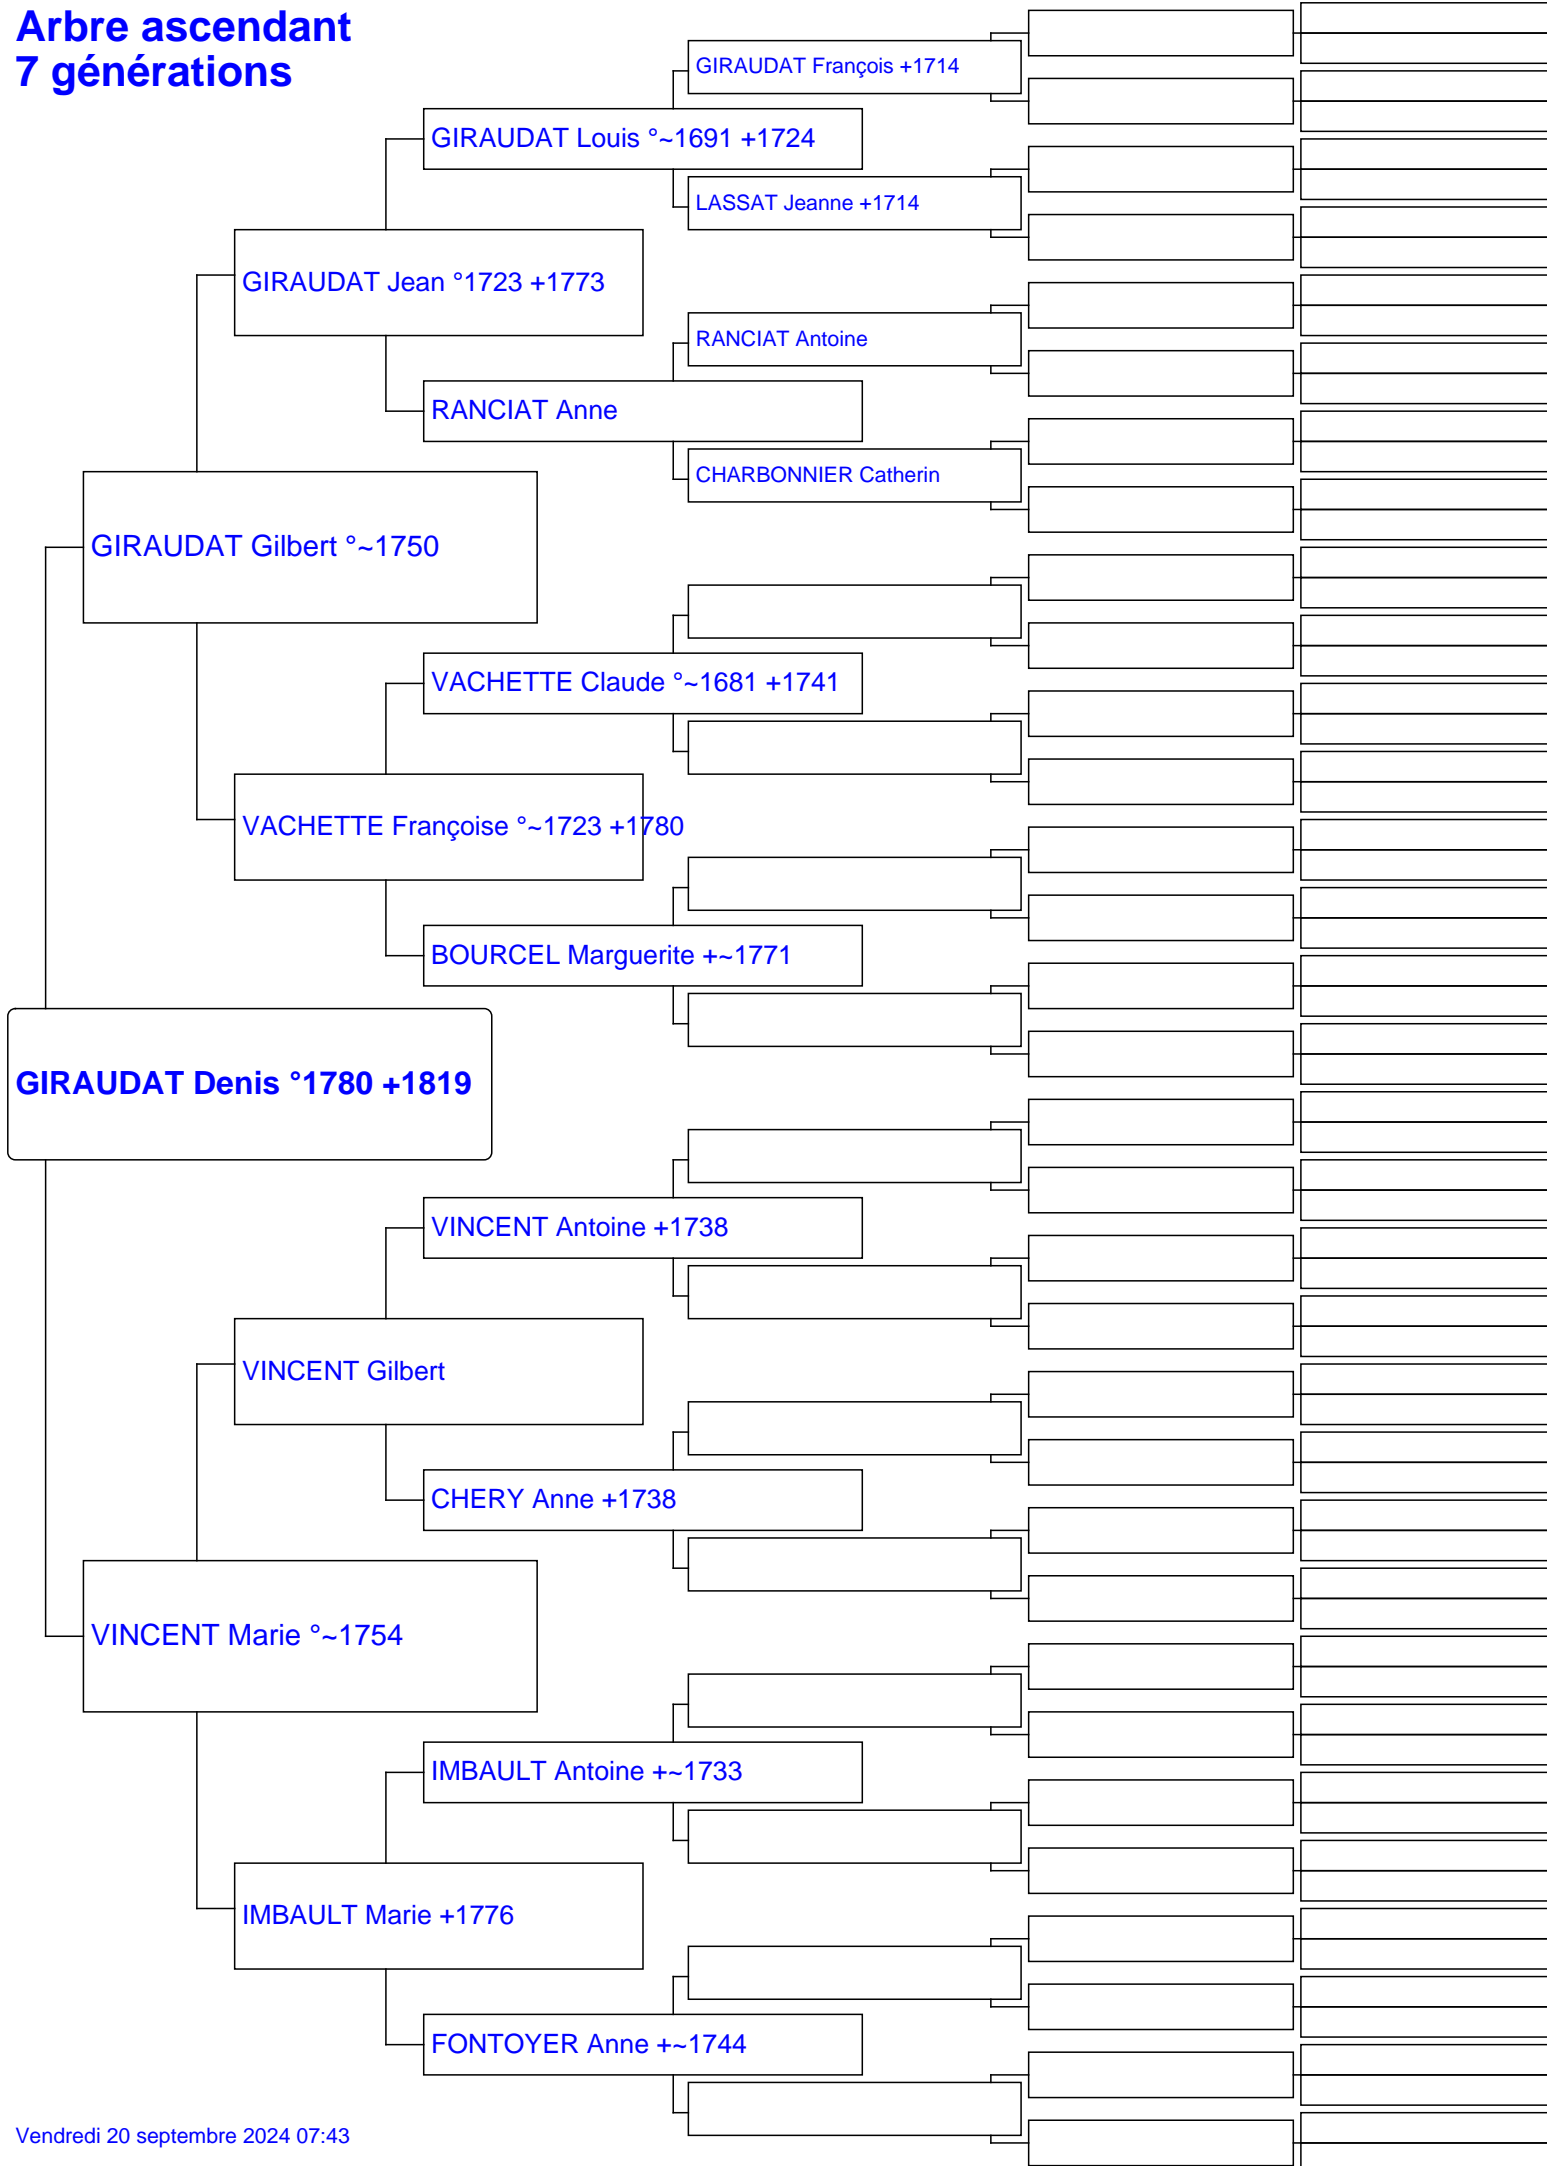 Arbre ascendant
7 générations
GIRAUDAT François +1714
GIRAUDAT Louis °~1691 +1724
LASSAT Jeanne +1714
GIRAUDAT Jean °1723 +1773
RANCIAT Antoine
RANCIAT Anne
CHARBONNIER Catherin
GIRAUDAT Gilbert °~1750
VACHETTE Claude °~1681 +1741
VACHETTE Françoise °~1723 +1780
BOURCEL Marguerite +~1771
GIRAUDAT Denis °1780 +1819
VINCENT Antoine +1738
VINCENT Gilbert
CHERY Anne +1738
VINCENT Marie °~1754
IMBAULT Antoine +~1733
IMBAULT Marie +1776
FONTOYER Anne +~1744
Vendredi 20 septembre 2024 07:43